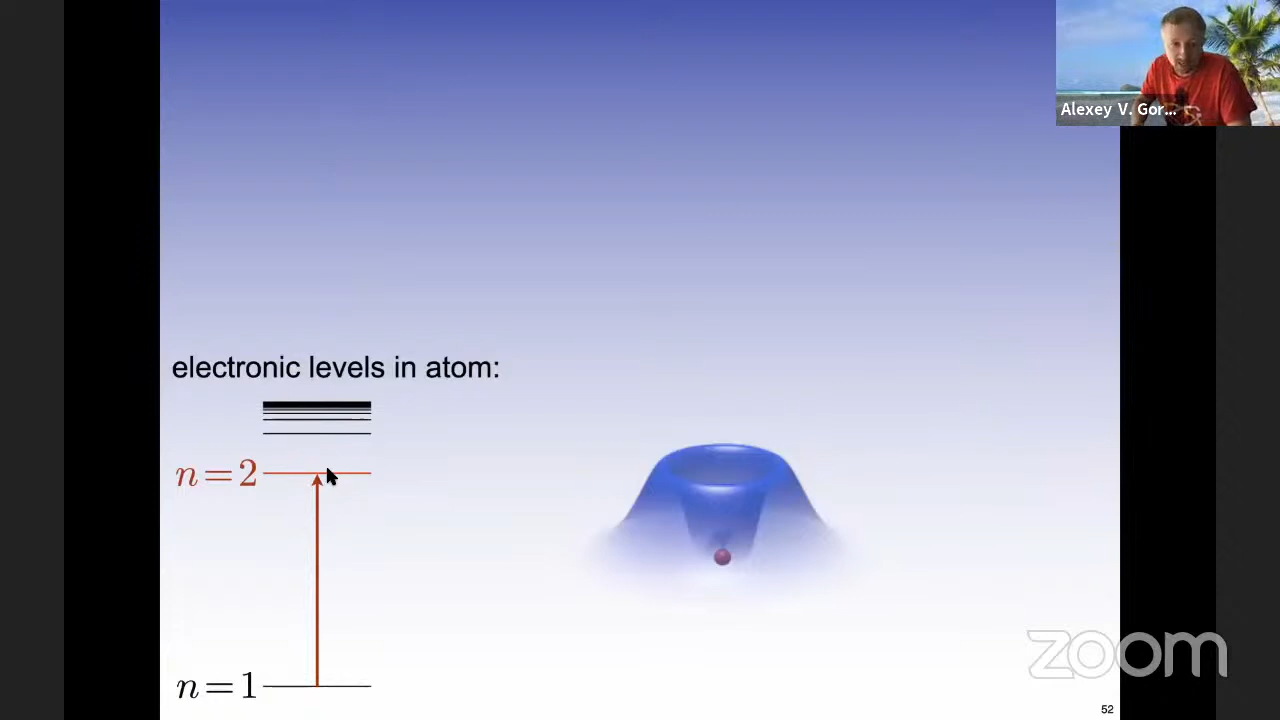 Alexey V. Gor...
electronic levels in atom:
n=2
n=1
zoom
52